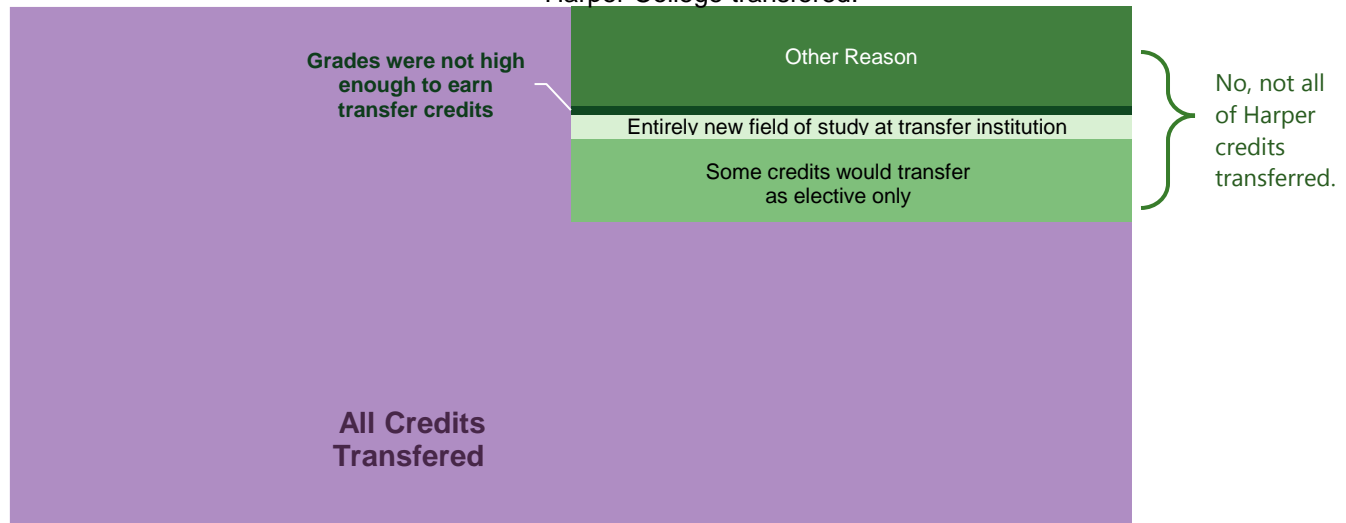 Harper College transferred.
Grades were not high
enough to earn
transfer credits
Other Reason
Entirely new field of study at transfer institution
Some credits would transfer
as elective only
No, not all
of Harper
credits
transferred.
All Credits
Transfered